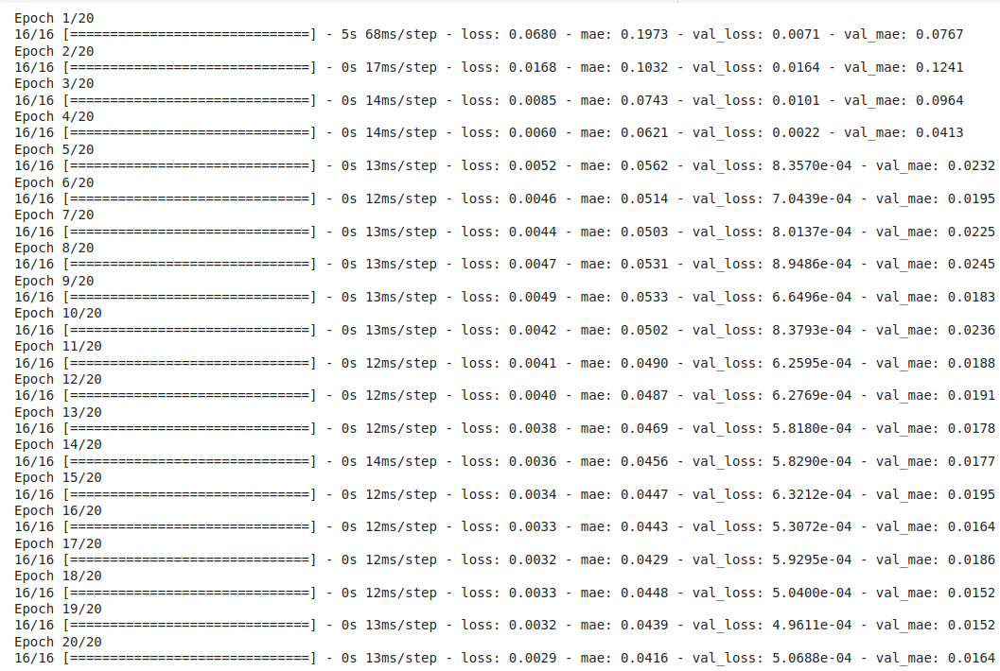 Epoch 1/20
16/16 [==============================] - 5s 68ms/step - loss: 0.0680 - mae: 0.1973 - val_loss: 0.0071 - val_mae: 0.0767
Epoch 2/20
16/16 [==============================] - 0s 17ms/step - loss: 0.0168 - mae: 0.1032 - val_loss: 0.0164 - val_mae: 0.1241
Epoch 3/20
16/16 [==============================] - 0s 14ms/step - loss: 0.0085 - mae: 0.0743 - val_loss: 0.0101 - val_mae: 0.0964
Epoch 4/20
16/16 [==============================] - 0s 14ms/step - loss: 0.0060 - mae: 0.0621 - val_loss: 0.0022 - val_mae: 0.0413
Epoch 5/20
16/16 [==============================] - 0s 13ms/step - loss: 0.0052 - mae: 0.0562 - val_loss: 8.3570e-04 - val_mae: 0.0232
Epoch 6/20
16/16 [==============================] - 0s 12ms/step - loss: 0.0046 - mae: 0.0514 - val_loss: 7.0439e-04 - val_mae: 0.0195
Epoch 7/20
16/16 [==============================] - 0s 13ms/step - loss: 0.0044 - mae: 0.0503 - val_loss: 8.0137e-04 - val_mae: 0.0225
Epoch 8/20
16/16 [==============================] - 0s 13ms/step - loss: 0.0047 - mae: 0.0531 - val_loss: 8.9486e-04 - val_mae: 0.0245
Epoch 9/20
16/16 [==============================] - 0s 13ms/step - loss: 0.0049 - mae: 0.0533 - val_loss: 6.6496e-04 - val_mae: 0.0183
Epoch 10/20
16/16 [==============================] - 0s 13ms/step - loss: 0.0042 - mae: 0.0502 - val_loss: 8.3793e-04 - val_mae: 0.0236
Epoch 11/20
16/16 [==============================] - 0s 12ms/step - loss: 0.0041 - mae: 0.0490 - val_loss: 6.2595e-04 - val_mae: 0.0188
Epoch 12/20
16/16 [==============================] - 0s 12ms/step - loss: 0.0040 - mae: 0.0487 - val_loss: 6.2769e-04 - val_mae: 0.0191
Epoch 13/20
16/16 [==============================] - 0s 12ms/step - loss: 0.0038 - mae: 0.0469 - val_loss: 5.8180e-04 - val_mae: 0.0178
Epoch 14/20
16/16 [==============================] - 0s 14ms/step - loss: 0.0036 - mae: 0.0456 - val_loss: 5.8290e-04 - val_mae: 0.0177
Epoch 15/20
16/16 [==============================] - 0s 12ms/step - loss: 0.0034 - mae: 0.0447 - val_loss: 6.3212e-04 - val_mae: 0.0195
Epoch 16/20
16/16 [==============================] - 0s 12ms/step - loss: 0.0033 - mae: 0.0443 - val_loss: 5.3072e-04 - val_mae: 0.0164
Epoch 17/20
16/16 [==============================] - 0s 12ms/step - loss: 0.0032 - mae: 0.0429 - val_loss: 5.9295e-04 - val_mae: 0.0186
Epoch 18/20
16/16 [==============================] - 0s 12ms/step - loss: 0.0033 - mae: 0.0448 - val_loss: 5.0400e-04 - val_mae: 0.0152
Epoch 19/20
16/16 [==============================] - 0s 13ms/step - loss: 0.0032 - mae: 0.0439 - val_loss: 4.9611e-04 - val_mae: 0.0152
Epoch 20/20
16/16 [==============================] - 0s 13ms/step - loss: 0.0029 - mae: 0.0416 - val_loss: 5.0688e-04 - val_mae: 0.0164